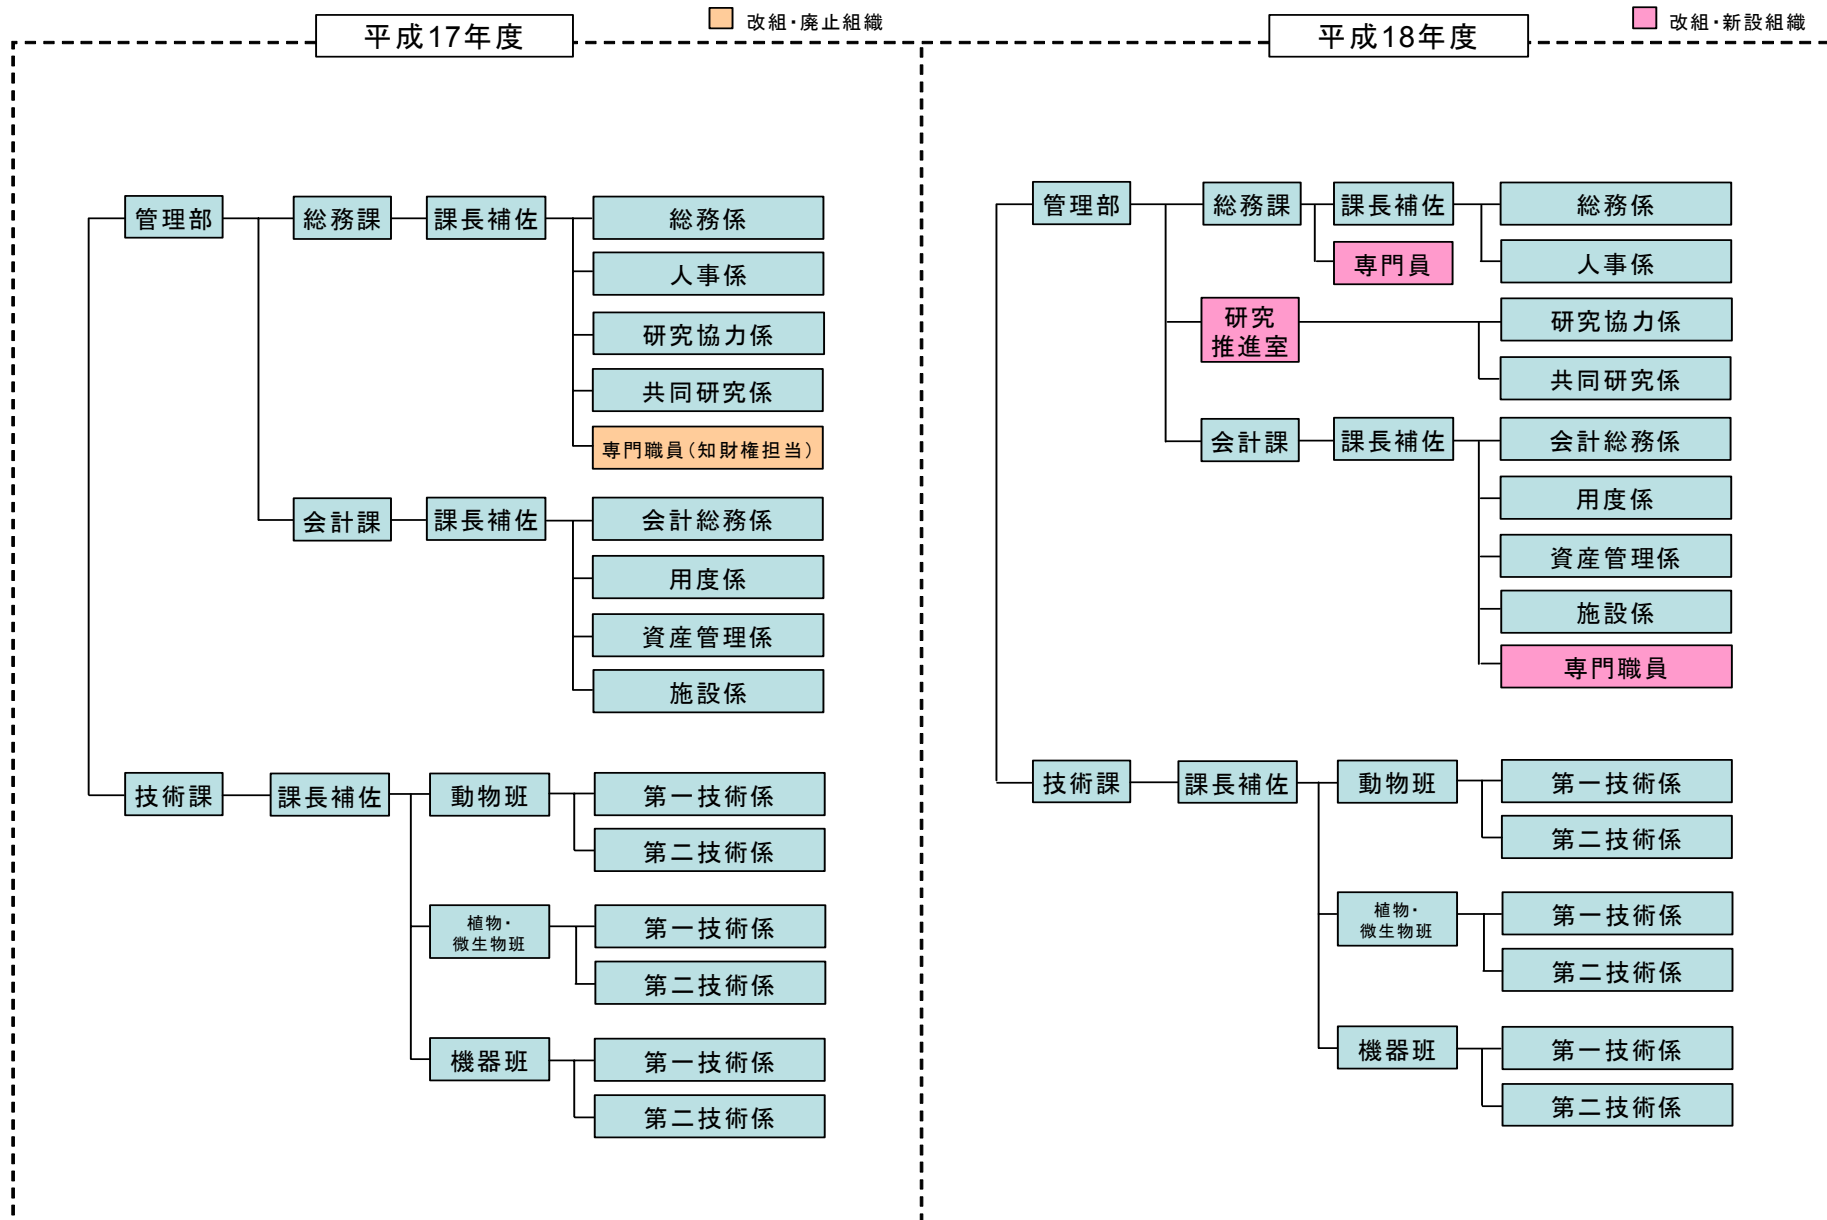 平成17年度
改組・廃止組織
管理部
総務課
課長補佐
総務係
人事係
研究協力係
共同研究係
専門職員(知財権担当)
会計課
課長補佐
会計総務係
用度係
資産管理係
施設係
技術課
課長補佐
動物班
第一技術係
第二技術係
植物・
微生物班
第一技術係
第二技術係
機器班
第一技術係
第二技術係
平成18年度
改組・新設組織
管理部
総務課
課長補佐
総務係
人事係
専門員
研究
推進室
研究協力係
共同研究係
会計課
課長補佐
会計総務係
用度係
資産管理係
施設係
専門職員
技術課
課長補佐
動物班
第一技術係
第二技術係
植物・
微生物班
第一技術係
第二技術係
機器班
第一技術係
第二技術係